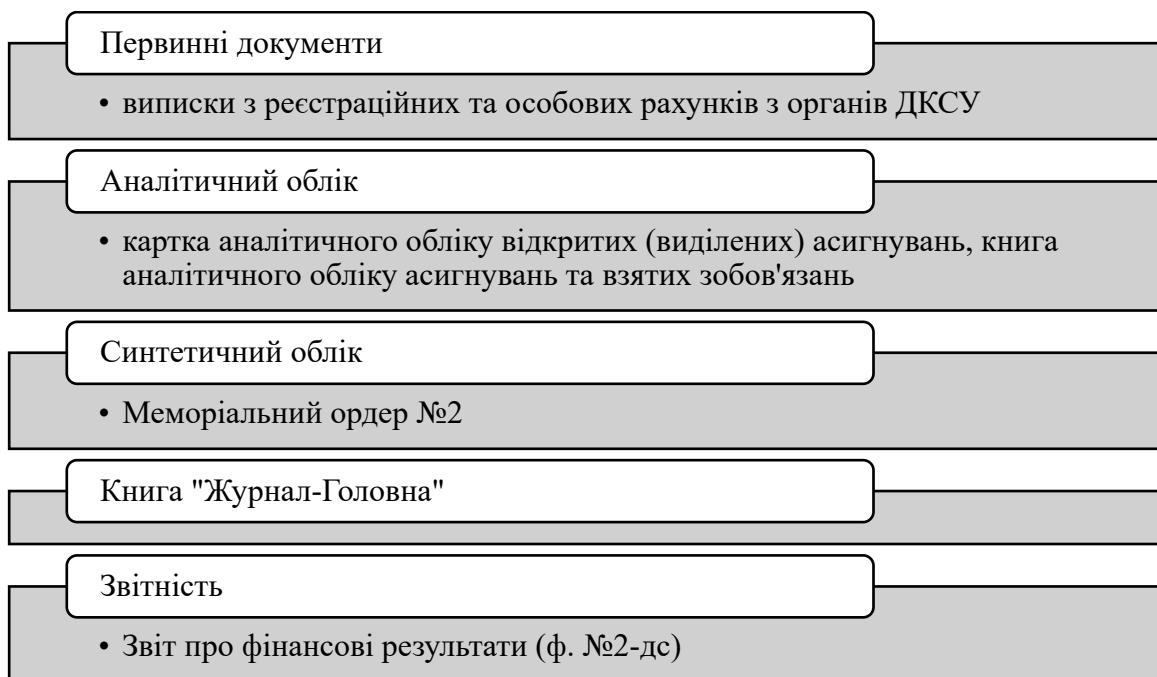 Первинні документи
• виписки з реєстраційних та особових рахунків з органів ДКСУ
Аналітичний облік
• картка аналітичного обліку відкритих (виділених) асигнувань, книга
аналітичного обліку асигнувань та взятих зобов'язань
Синтетичний облік
• Меморіальний ордер №2
Книга "Журнал-Головна"
Звітність
• Звіт про фінансові результати (ф. №2-дс)